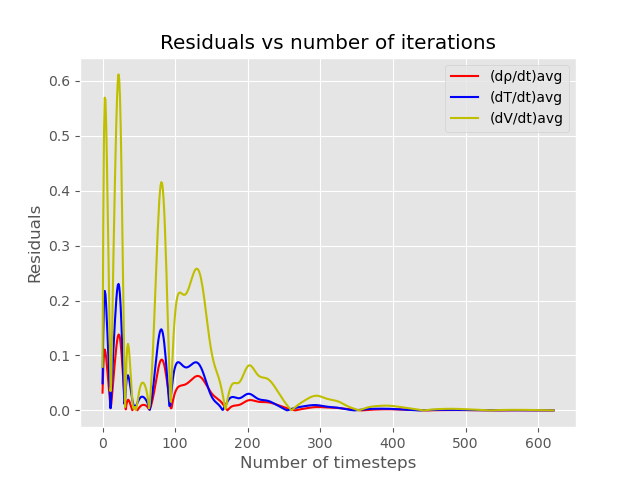 Residuals vs number of iterations
(dρ/dt)avg
(dT/dt)avg
(dV/dt)avg
Residuals
0.6
0.5
0.4
0.3
0.2
0.1
0.0
0 100 200 300 400 500 600
Number of timesteps